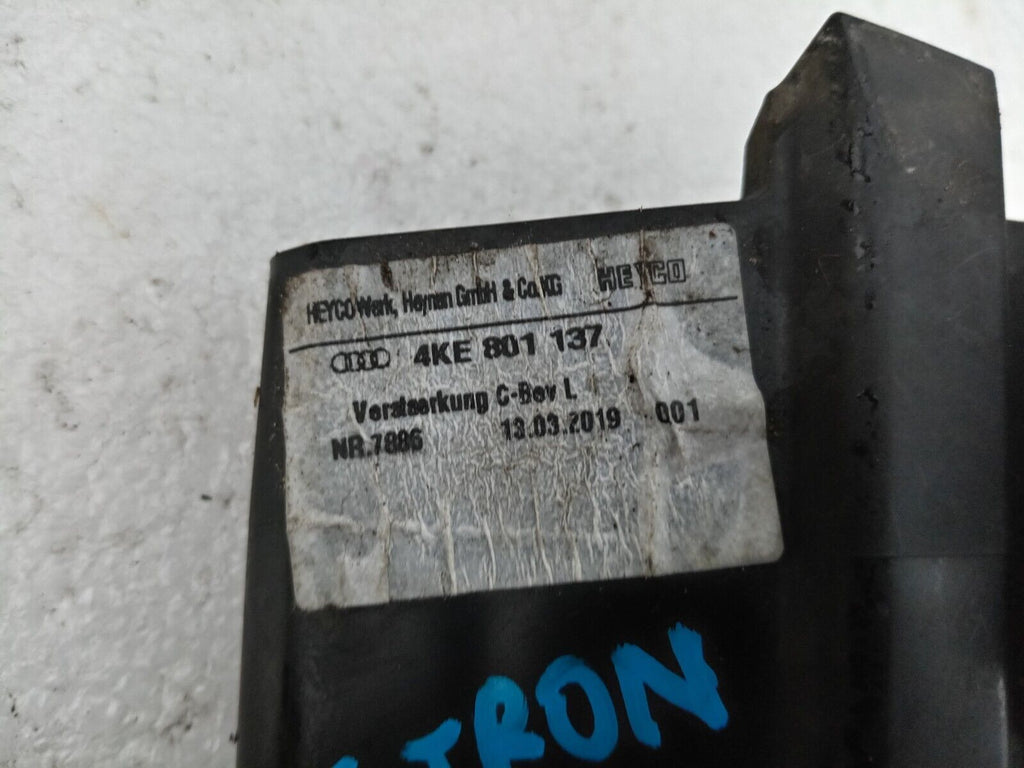 HEYCO Werk, Heynen GmbH & Co.KG HEYCO
4KE 801 137
Verstaerkung C-Bev L
NR.7886 13.03.2019 001
TRON